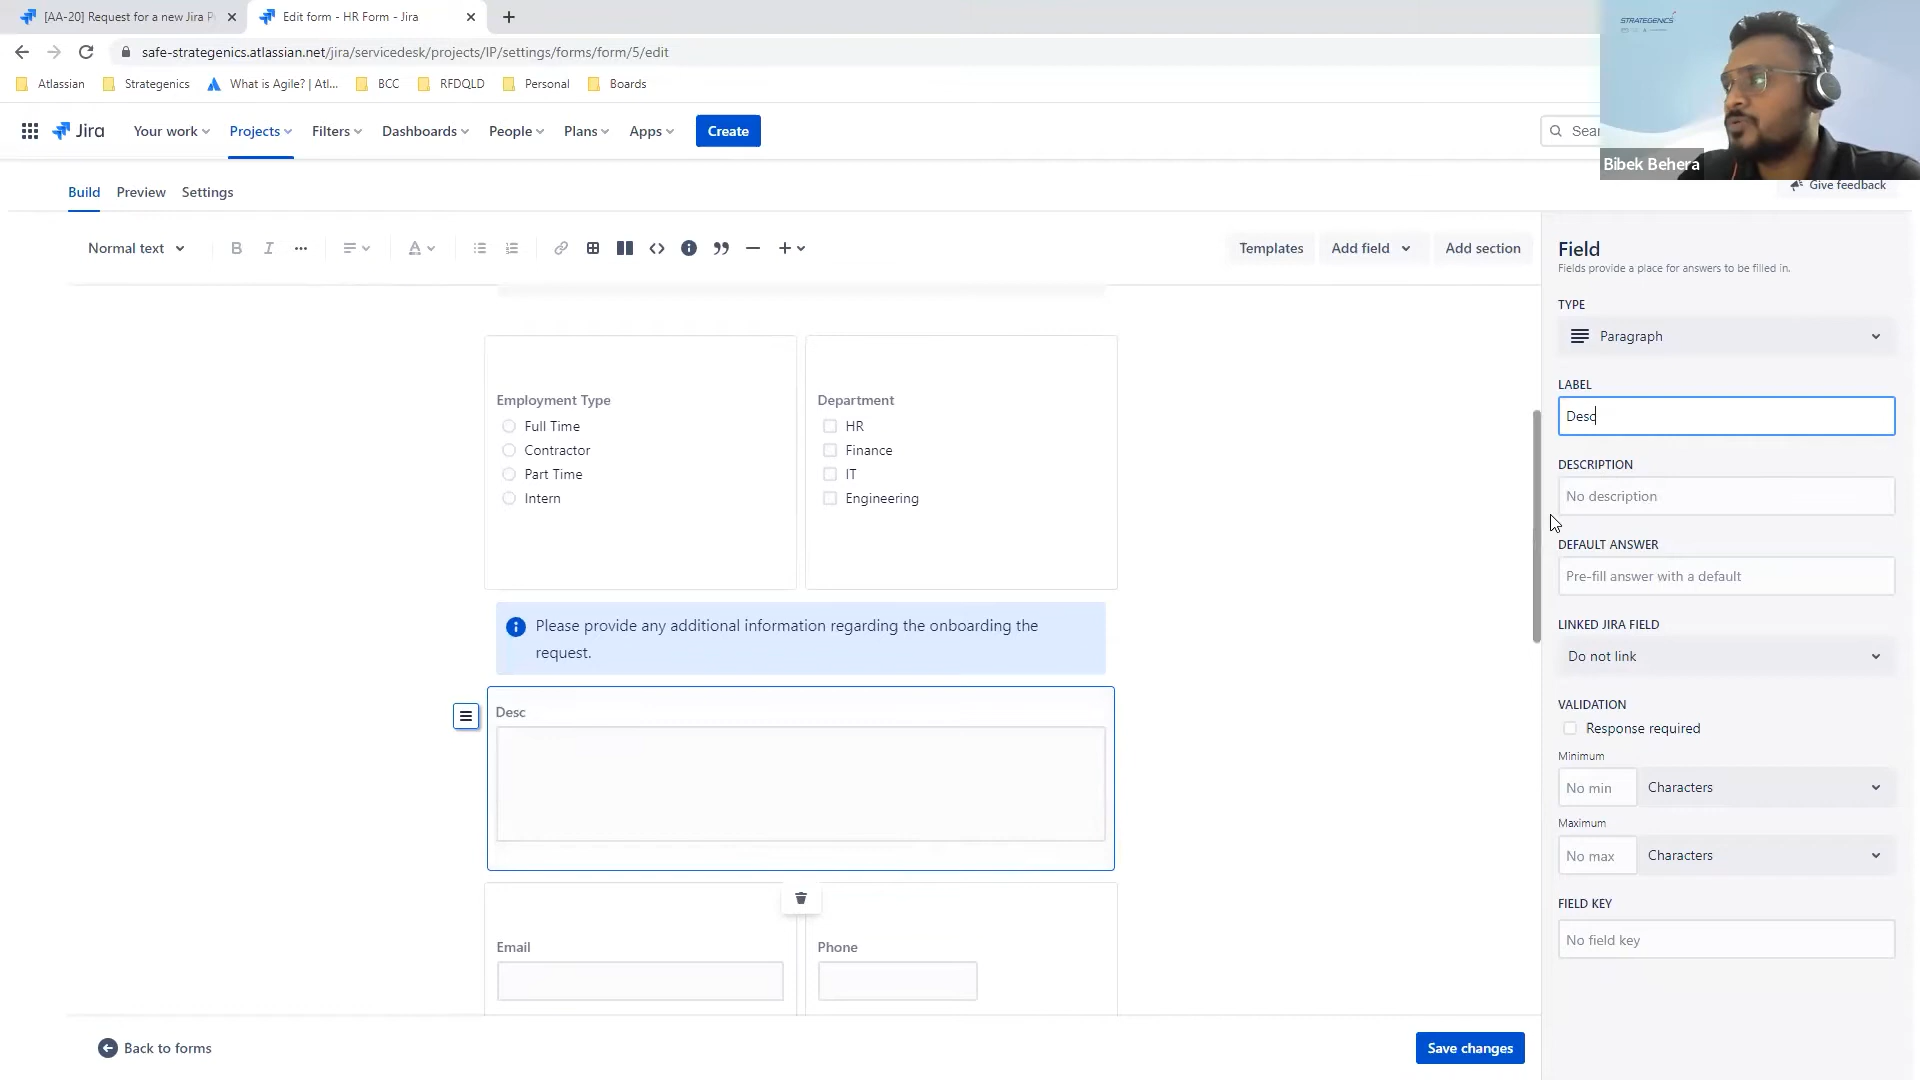 [AA-20] Request for a new Jira P
Edit form - HR Form - Jira
safe-strategenics.atlassian.net/jira/servicedesk/projects/IP/settings/forms/form/5/edit
Atlassian
Strategenics
What is Agile? | Atl...
BCC
RFDQLD
Personal
Boards
STRATEGENICS
Bibek Behera
Jira
Your work
Projects
Filters
Dashboards
People
Plans
Apps
Create
Sear
Give feedback
Build
Preview
Settings
Normal text
B
I
A
Templates
Add field
Add section
Employment Type
Full Time
Contractor
Part Time
Intern
Department
HR
Finance
IT
Engineering
Please provide any additional information regarding the onboarding the
request.
Desc
Email
Phone
Back to forms
Save changes
Field
Fields provide a place for answers to be filled in.
TYPE
Paragraph
LABEL
Desc
DESCRIPTION
No description
DEFAULT ANSWER
Pre-fill answer with a default
LINKED JIRA FIELD
Do not link
VALIDATION
Response required
Minimum
No min
Characters
Maximum
No max
Characters
FIELD KEY
No field key